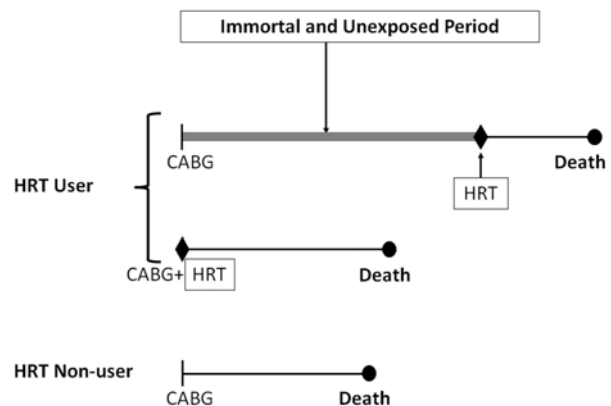 Immortal and Unexposed Period
CABG
Death
HRT
HRT User
CABG+ HRT
Death
HRT Non-user
CABG
Death